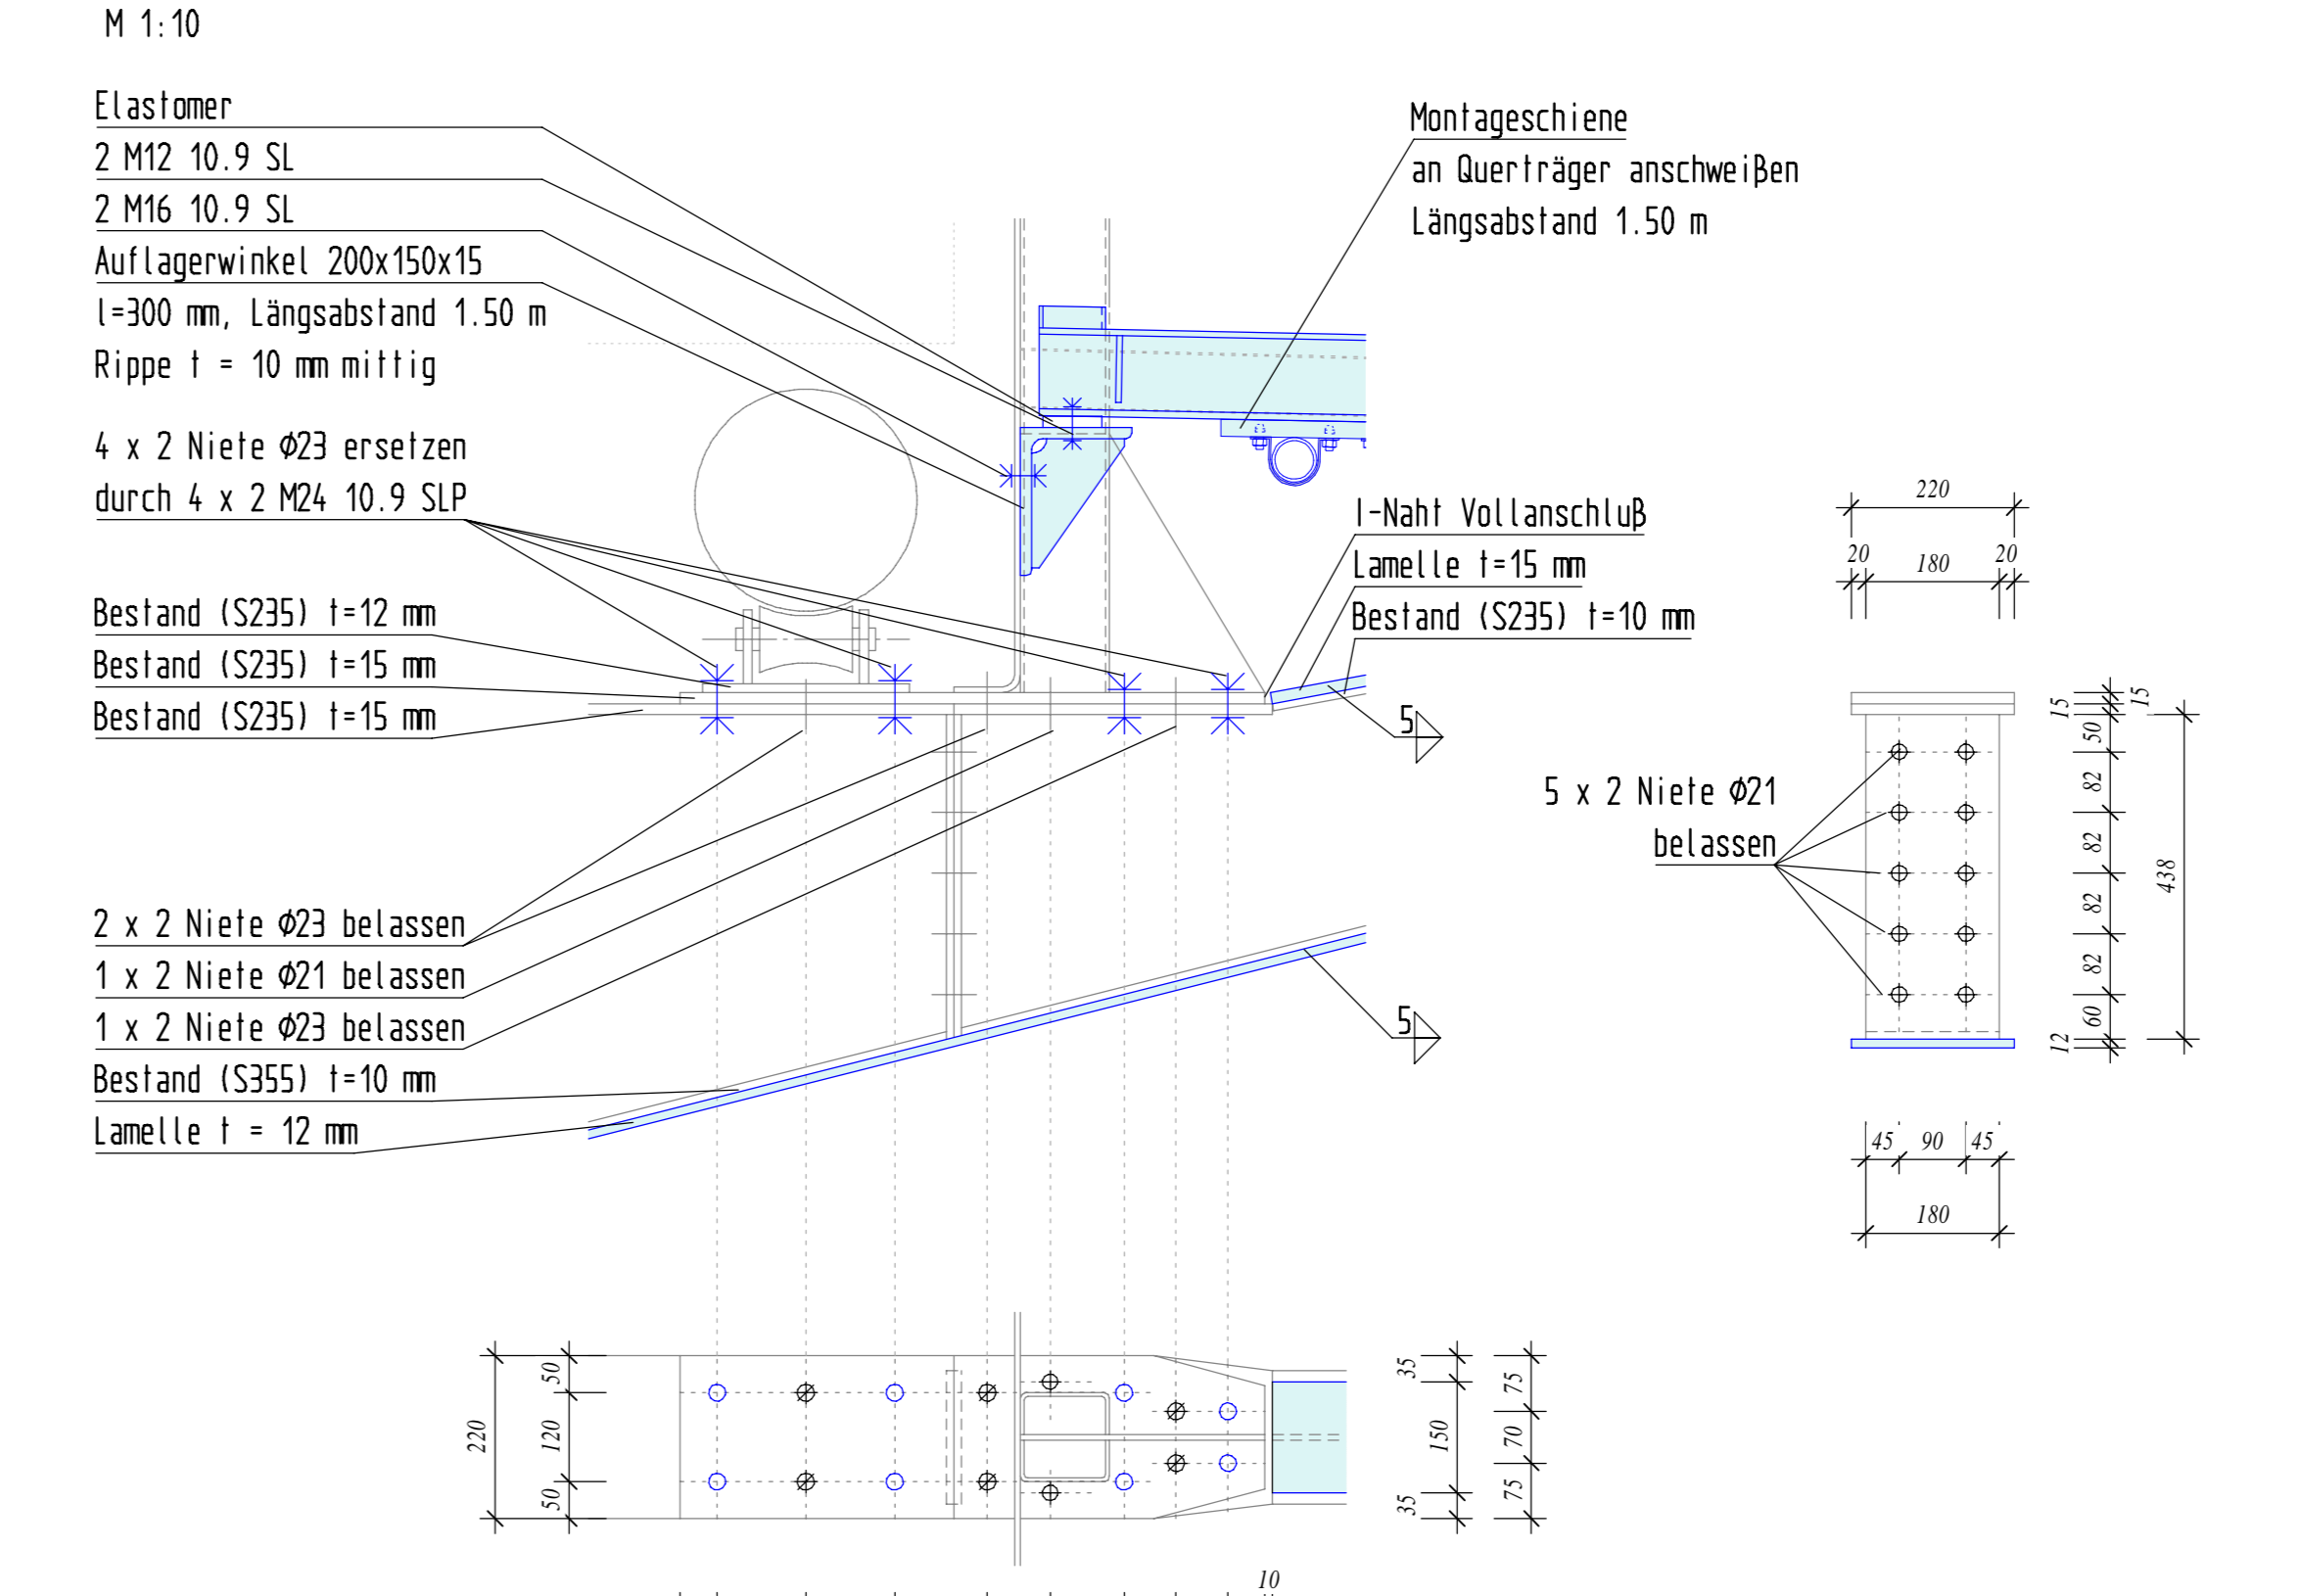 M 1:10
Elastomer
2 M12 10.9 SL
2 M16 10.9 SL
Auflagerwinkel 200x150x15
l=300 mm, Längsabstand 1.50 m
Rippe t = 10 mm mittig
4 x 2 Niete Φ23 ersetzen
durch 4 x 2 M24 10.9 SLP
Bestand (S235) t=12 mm
Bestand (S235) t=15 mm
Bestand (S235) t=15 mm
2 x 2 Niete Φ23 belassen
1 x 2 Niete Φ21 belassen
1 x 2 Niete Φ23 belassen
Bestand (S355) t=10 mm
Lamelle t = 12 mm
Montageschiene
an Querträger anschweißen
Längsabstand 1.50 m
I-Naht Vollanschluß
Lamelle t=15 mm
Bestand (S235) t=10 mm
5
5
5 x 2 Niete Φ21
belassen
220
20 180 20
15 15
50
82
82
82
82
60
12
438
45 90 45
180
220
50
120
50
35
150
35
75
70
75
10